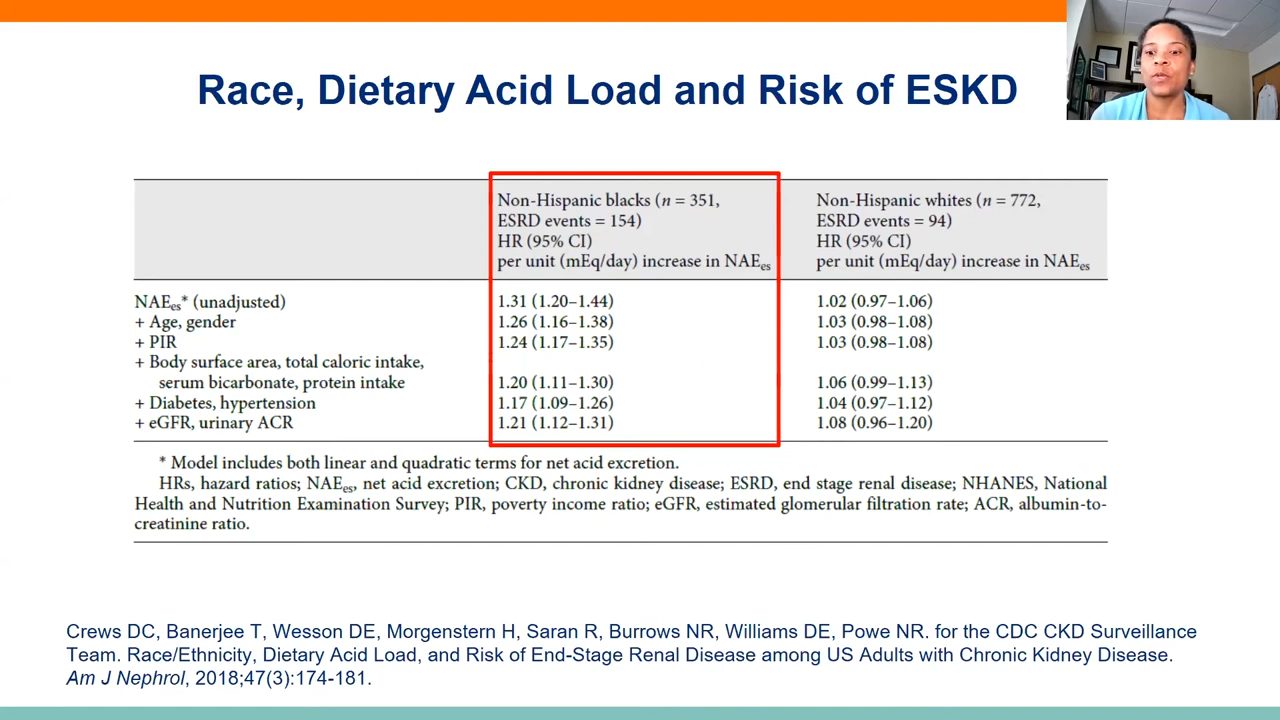 Race, Dietary Acid Load and Risk of ESKD
Non-Hispanic blacks (n = 351,
ESRD events = 154)
HR (95% CI)
per unit (mEq/day) increase in NAEes
Non-Hispanic whites (n = 772,
ESRD events = 94)
HR (95% CI)
per unit (mEq/day) increase in NAEes
NAEes* (unadjusted) 1.31 (1.20–1.44) 1.02 (0.97–1.06)
+ Age, gender 1.26 (1.16–1.38) 1.03 (0.98–1.08)
+ PIR 1.24 (1.17–1.35) 1.03 (0.98–1.08)
+ Body surface area, total caloric intake,
serum bicarbonate, protein intake 1.20 (1.11–1.30) 1.06 (0.99–1.13)
+ Diabetes, hypertension 1.17 (1.09–1.26) 1.04 (0.97–1.12)
+ eGFR, urinary ACR 1.21 (1.12–1.31) 1.08 (0.96–1.20)
* Model includes both linear and quadratic terms for net acid excretion.
HRs, hazard ratios; NAEes, net acid excretion; CKD, chronic kidney disease; ESRD, end stage renal disease; NHANES, National
Health and Nutrition Examination Survey; PIR, poverty income ratio; eGFR, estimated glomerular filtration rate; ACR, albumin-to-
creatinine ratio.
Crews DC, Banerjee T, Wesson DE, Morgenstern H, Saran R, Burrows NR, Williams DE, Powe NR. for the CDC CKD Surveillance
Team. Race/Ethnicity, Dietary Acid Load, and Risk of End-Stage Renal Disease among US Adults with Chronic Kidney Disease.
Am J Nephrol, 2018;47(3):174-181.